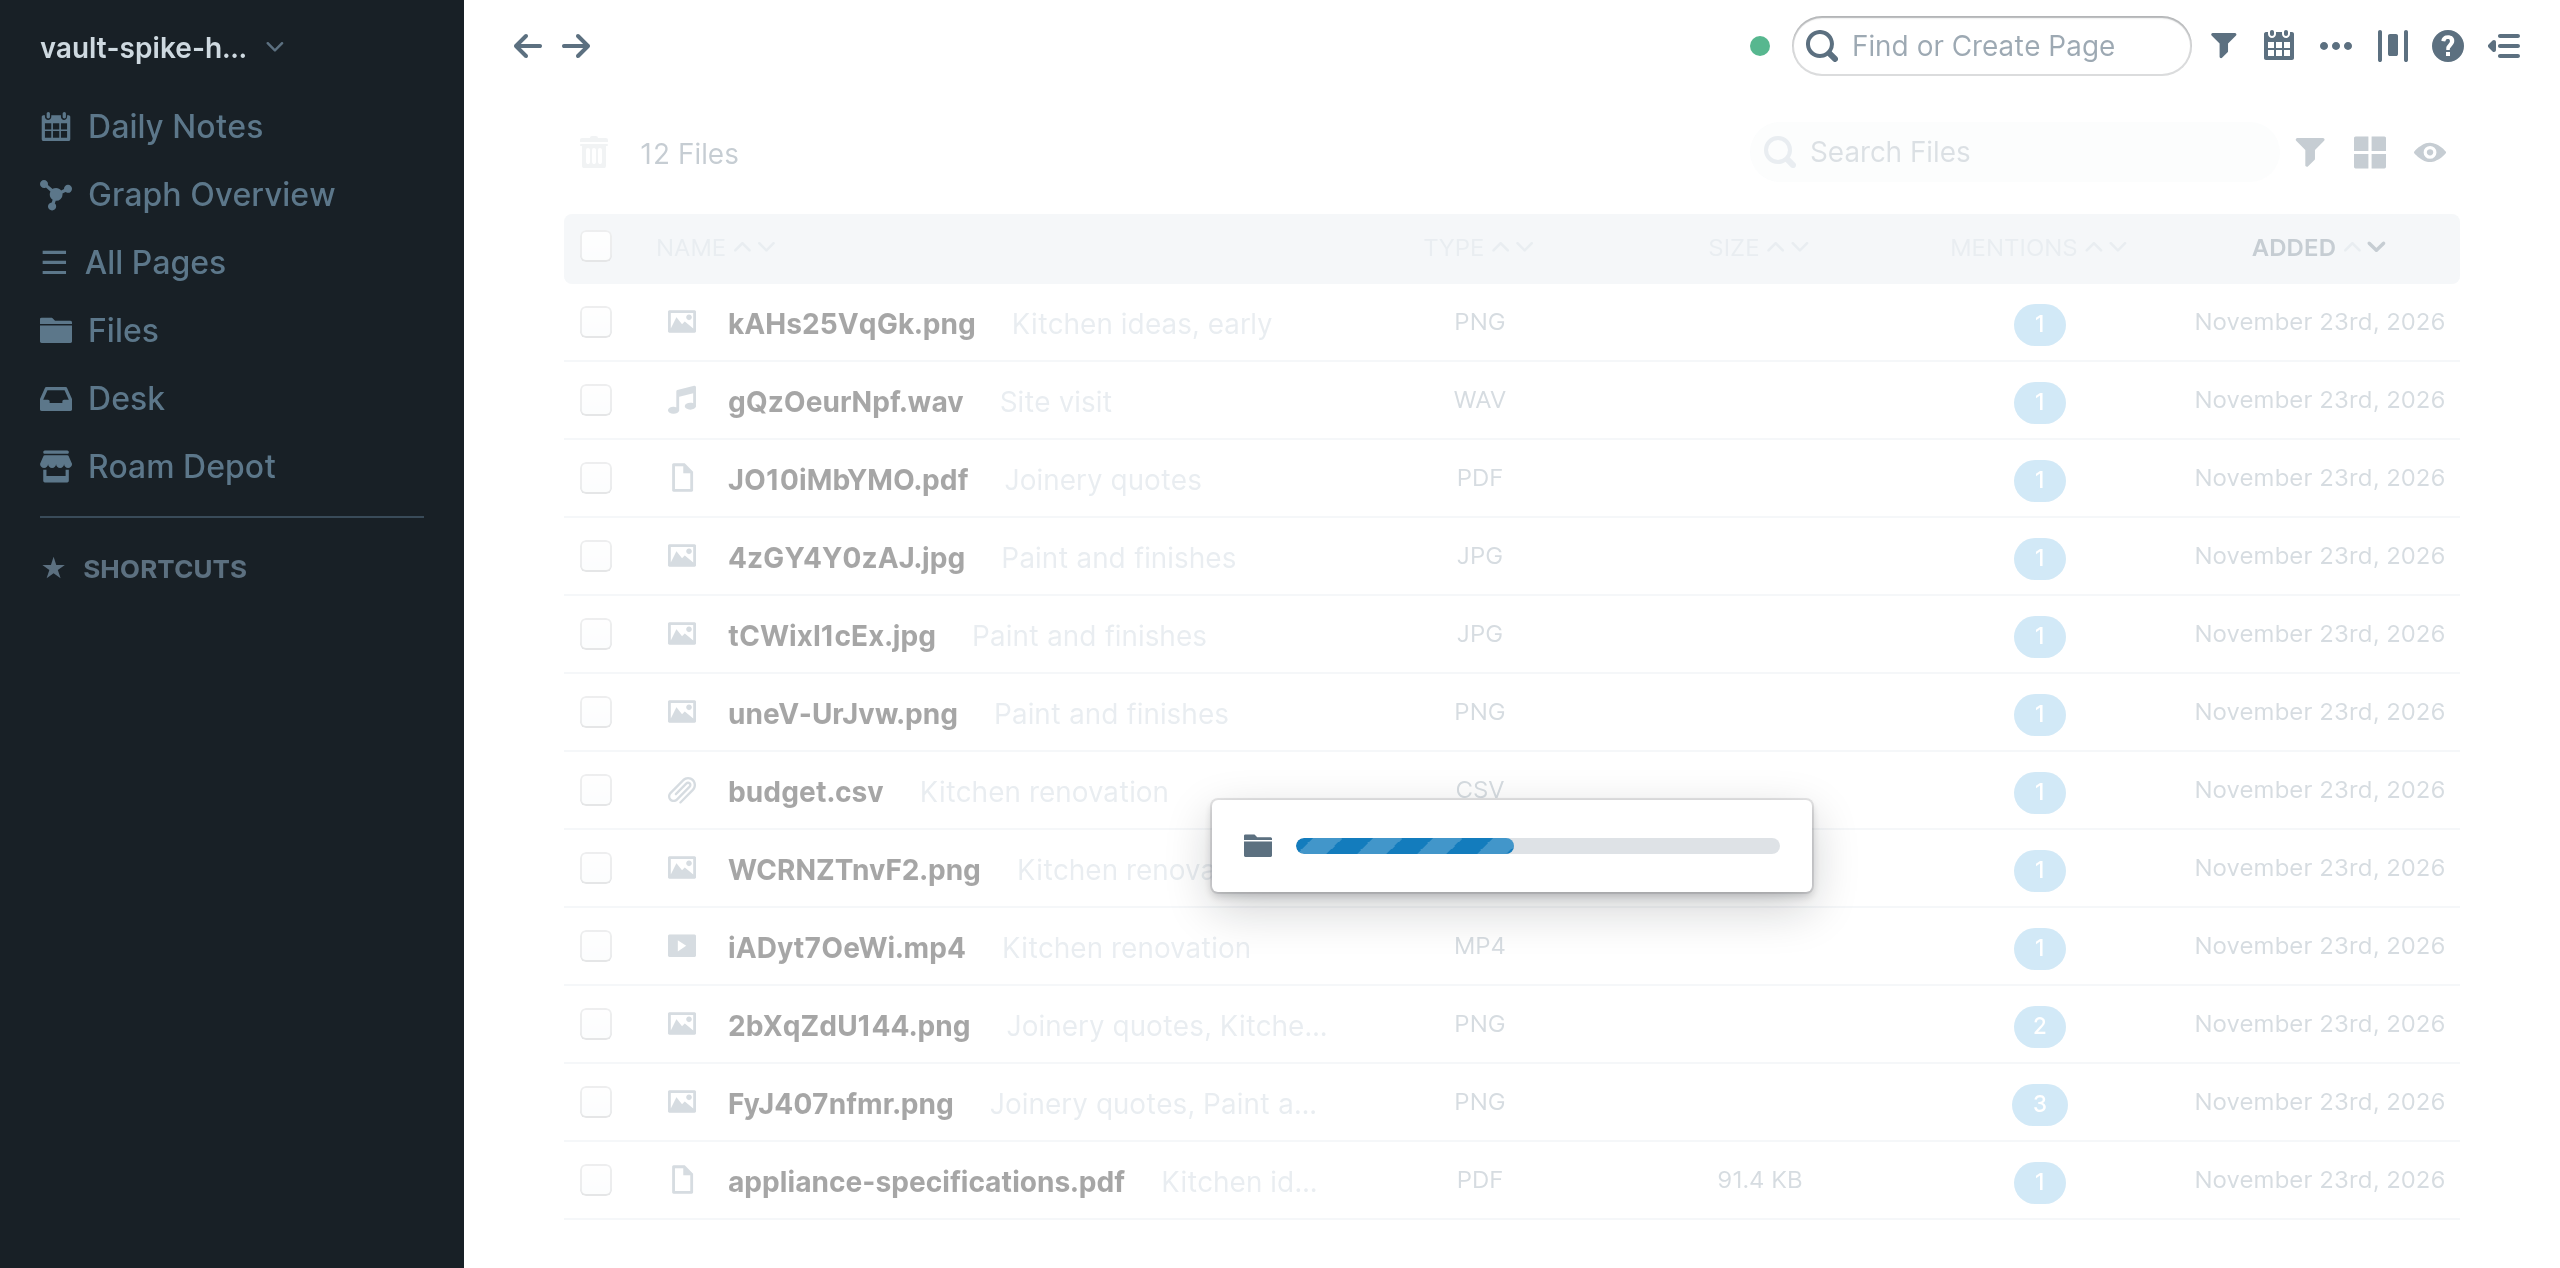 vault-spike-h...
Daily Notes
Graph Overview
All Pages
Files
Desk
Roam Depot
SHORTCUTS
Find or Create Page
12 Files
Search Files
NAME TYPE SIZE MENTIONS ADDED
kAHs25VqGk.png Kitchen ideas, early PNG 1 November 23rd, 2026
gQzOeurNpf.wav Site visit WAV 1 November 23rd, 2026
JO10iMbYMO.pdf Joinery quotes PDF 1 November 23rd, 2026
4zGY4Y0zAJ.jpg Paint and finishes JPG 1 November 23rd, 2026
tCWixI1cEx.jpg Paint and finishes JPG 1 November 23rd, 2026
uneV-UrJvw.png Paint and finishes PNG 1 November 23rd, 2026
budget.csv Kitchen renovation CSV 1 November 23rd, 2026
WCRNZTnvF2.png Kitchen renova 1 November 23rd, 2026
iADyt7OeWi.mp4 Kitchen renovation MP4 1 November 23rd, 2026
2bXqZdU144.png Joinery quotes, Kitche... PNG 2 November 23rd, 2026
FyJ407nfmr.png Joinery quotes, Paint a... PNG 3 November 23rd, 2026
appliance-specifications.pdf Kitchen id... PDF 91.4 KB 1 November 23rd, 2026